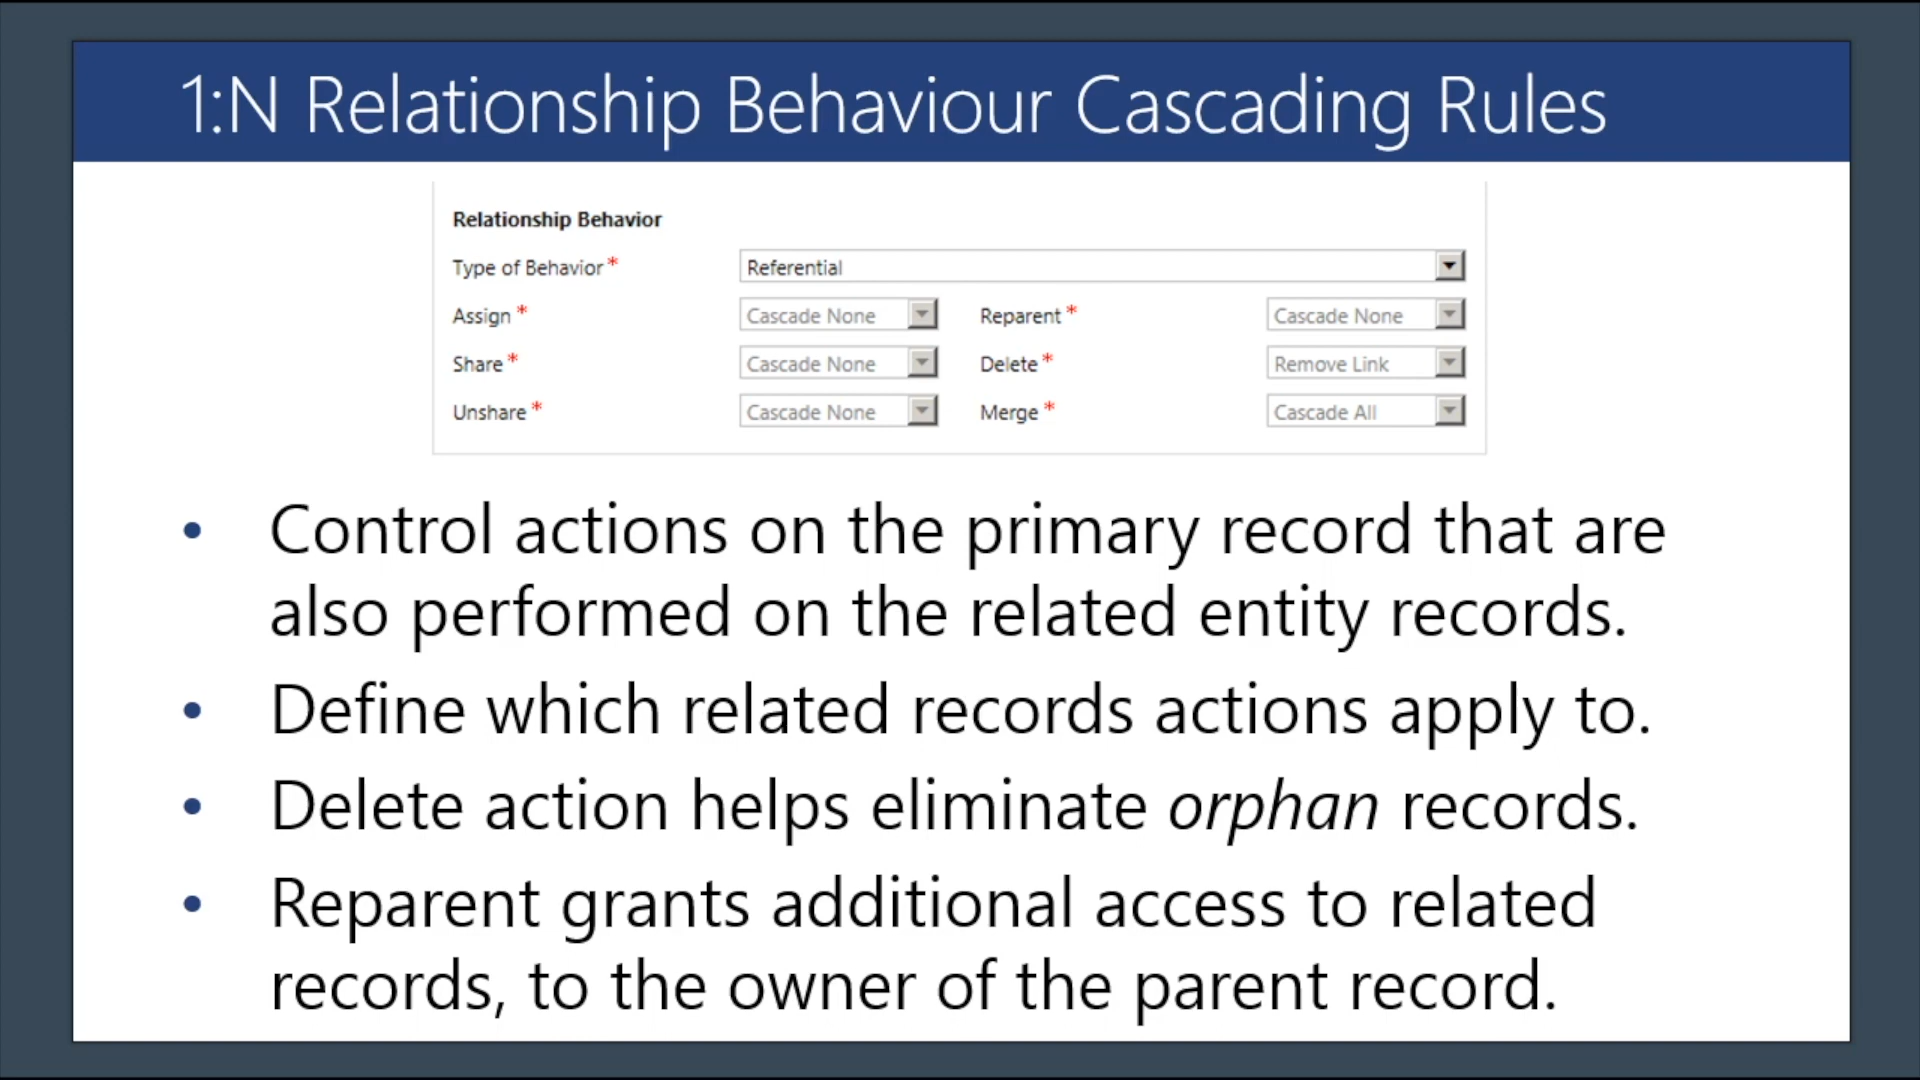 1:N Relationship Behaviour Cascading Rules
Relationship Behavior
Type of Behavior * Referential
Assign * Cascade None Reparent * Cascade None
Share * Cascade None Delete * Remove Link
Unshare * Cascade None Merge * Cascade All
• Control actions on the primary record that are
also performed on the related entity records.
• Define which related records actions apply to.
• Delete action helps eliminate orphan records.
• Reparent grants additional access to related
records, to the owner of the parent record.